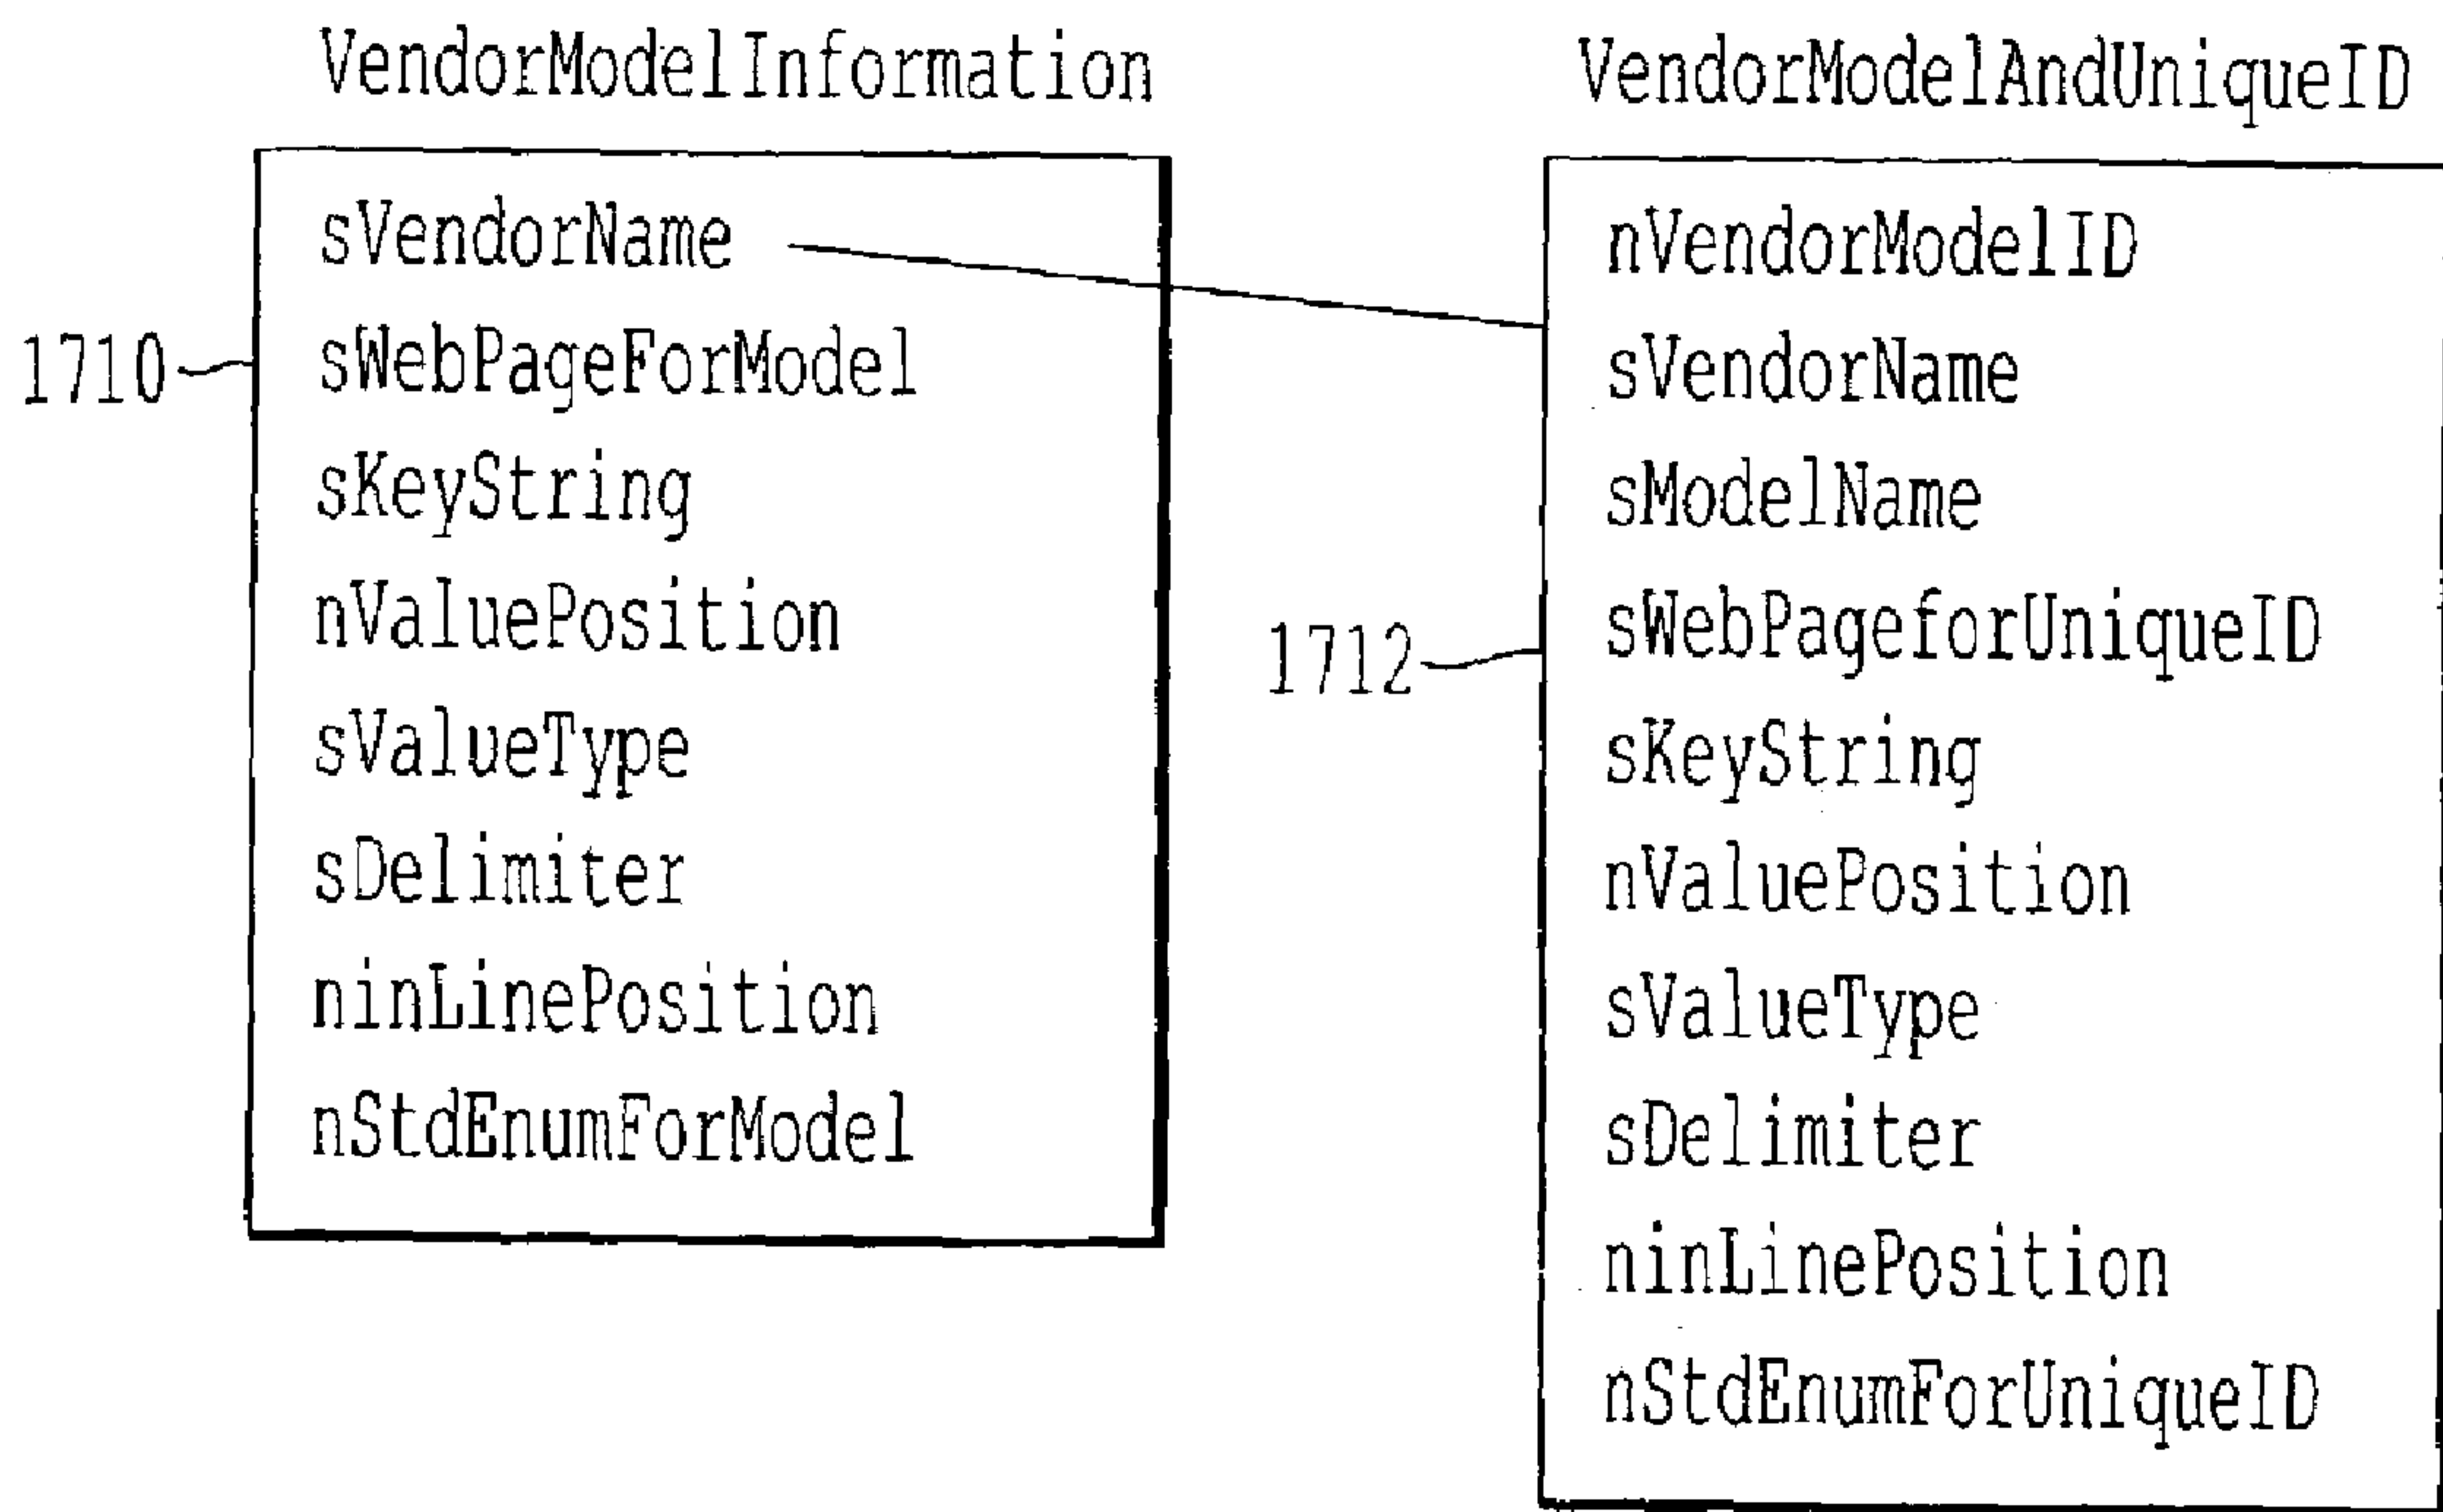 VendorModelInformation
sVendorName
1710
sWebPageForModel
sKeyString
nValuePosition
sValueType
sDelimiter
ninLinePosition
nStdEnumForModel
VendorModelAndUniqueID
nVendorModelID
sVendorName
sModelName
1712
sWebPageforUniqueID
sKeyString
nValuePosition
sValueType
sDelimiter
ninLinePosition
nStdEnumForUniqueID